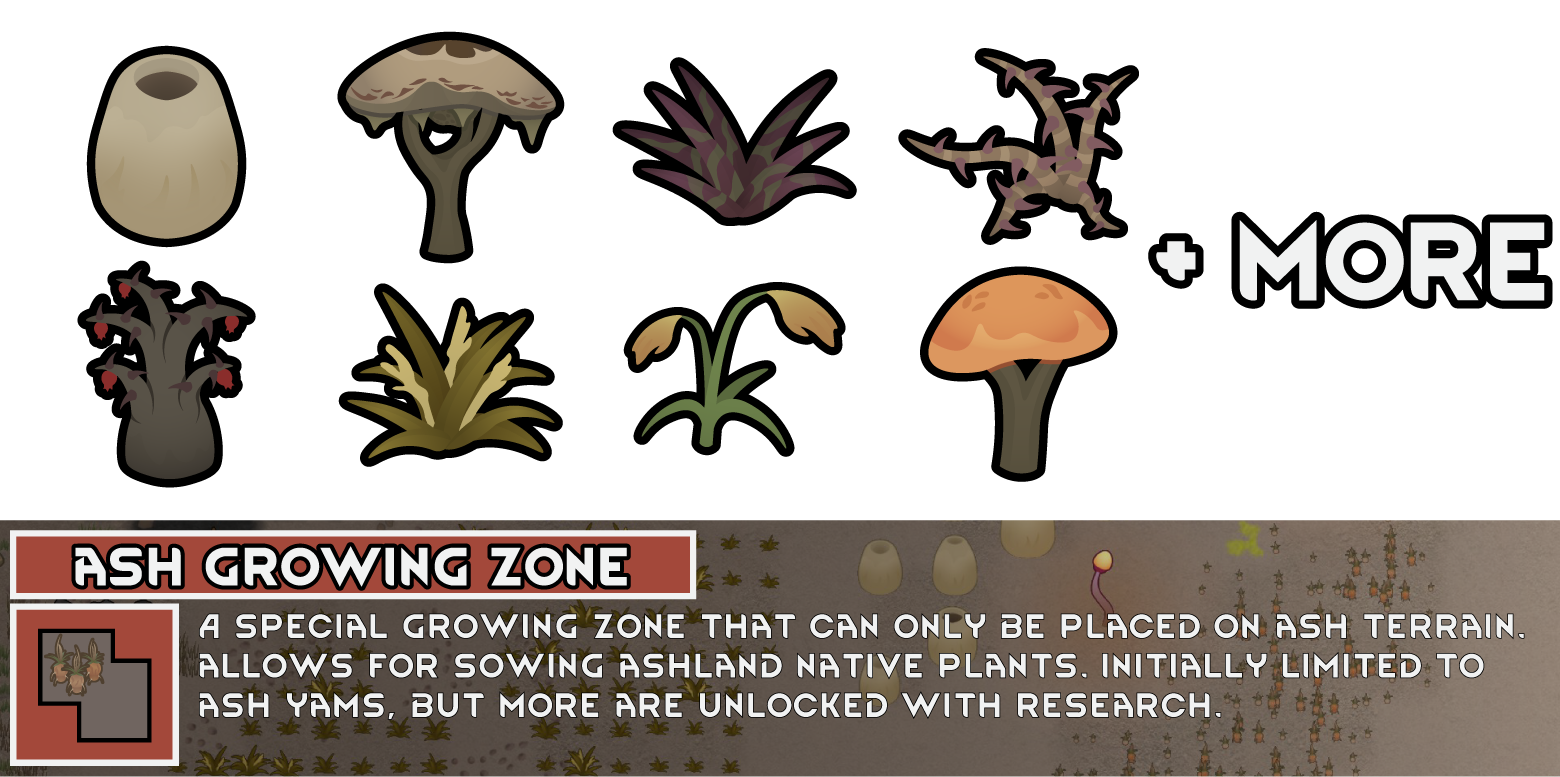 + MORE
ASH GROWING ZONE
A SPECIAL GROWING ZONE THAT CAN ONLY BE PLACED ON ASH TERRAIN.
ALLOWS FOR SOWING ASHLAND NATIVE PLANTS. INITIALLY LIMITED TO
ASH YAMS, BUT MORE ARE UNLOCKED WITH RESEARCH.